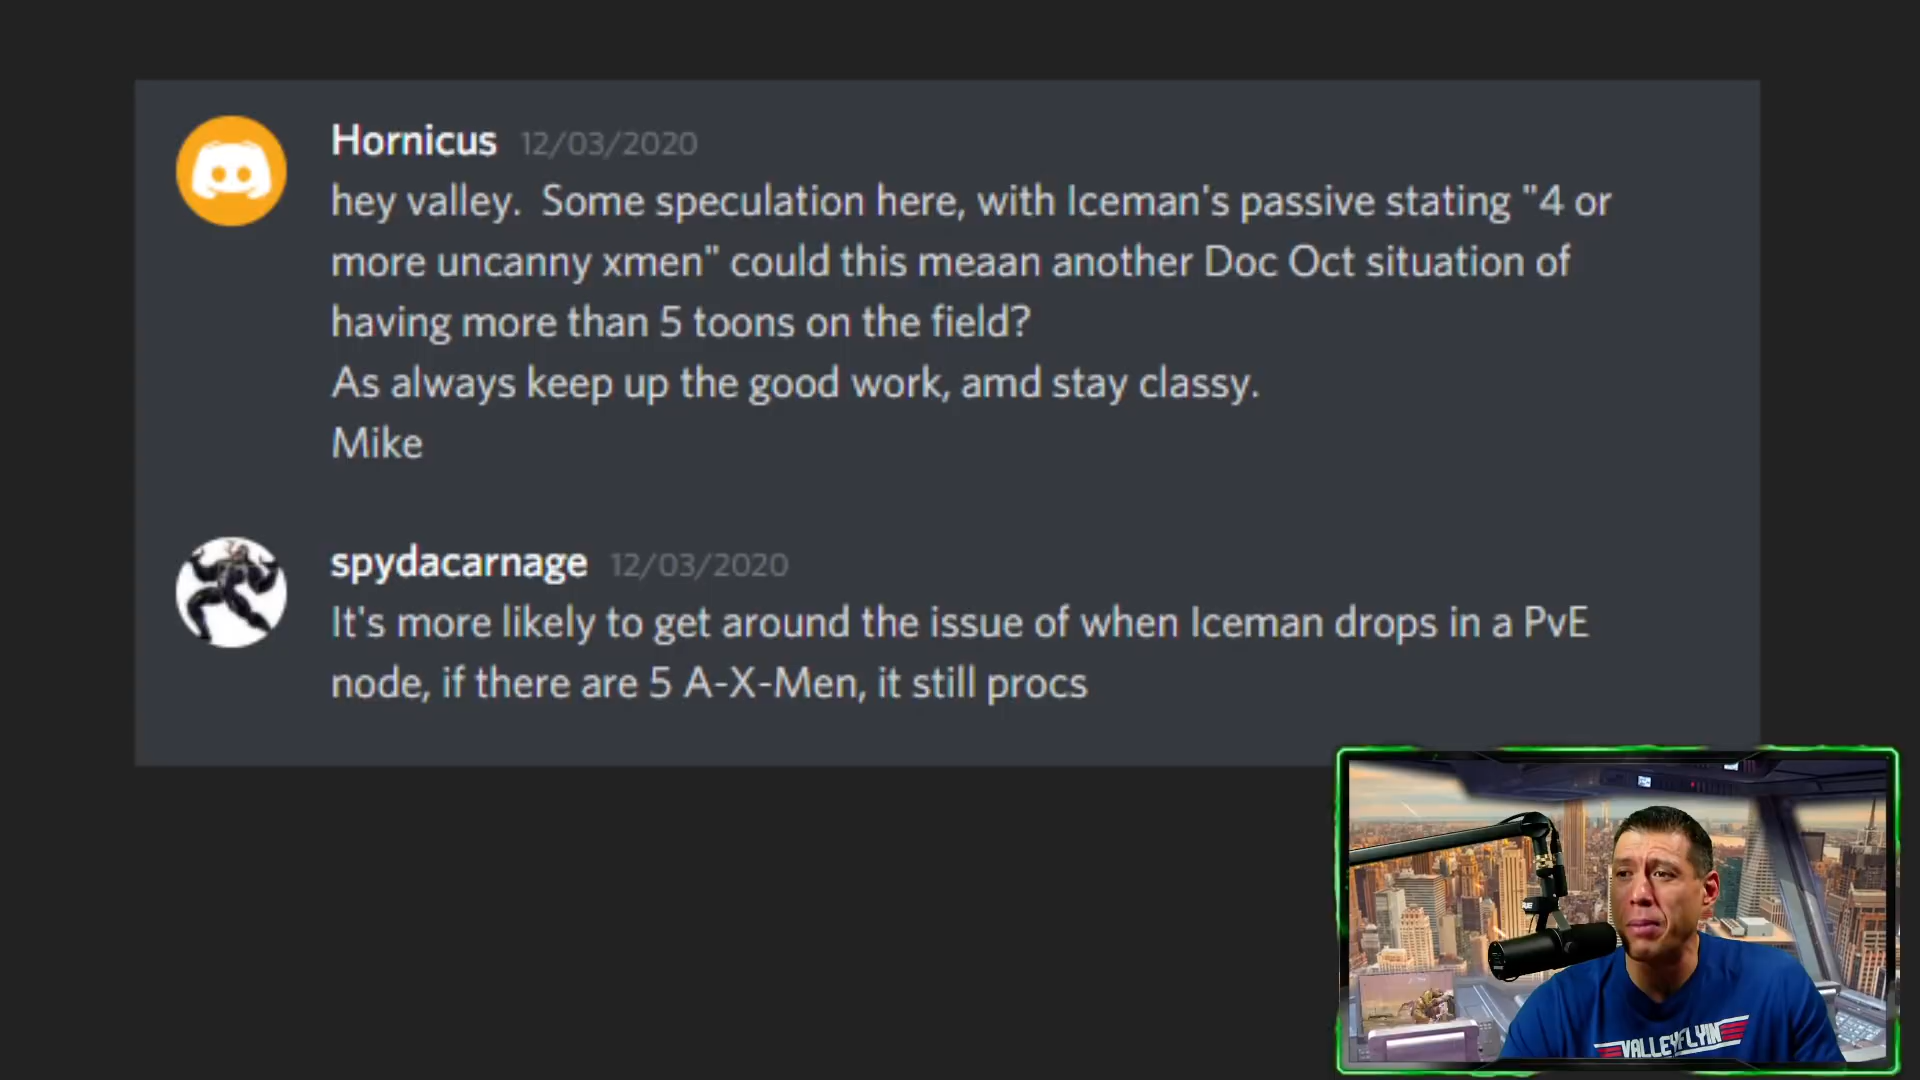 Hornicus 12/03/2020
hey valley.  Some speculation here, with Iceman's passive stating "4 or
more uncanny xmen" could this meaan another Doc Oct situation of
having more than 5 toons on the field?
As always keep up the good work, amd stay classy.
Mike
spydacarnage 12/03/2020
It's more likely to get around the issue of when Iceman drops in a PvE
node, if there are 5 A-X-Men, it still procs
VALLEYFLYIN